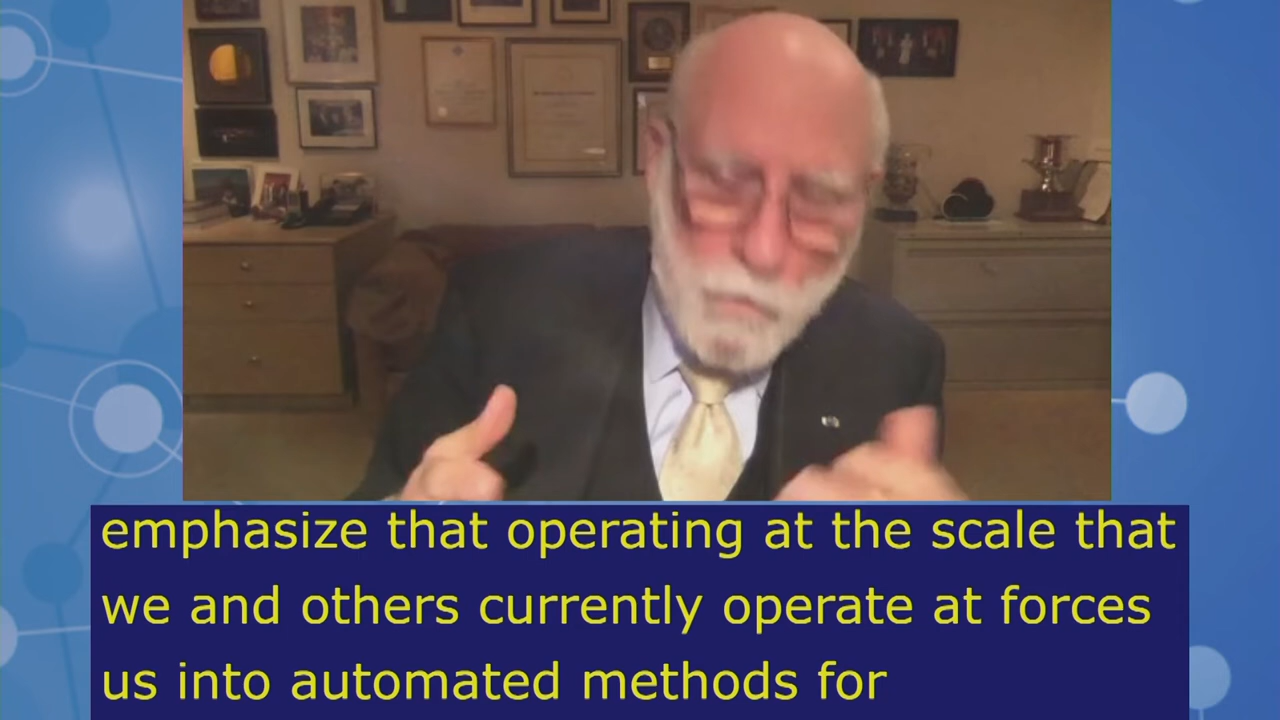 emphasize that operating at the scale that
we and others currently operate at forces
us into automated methods for